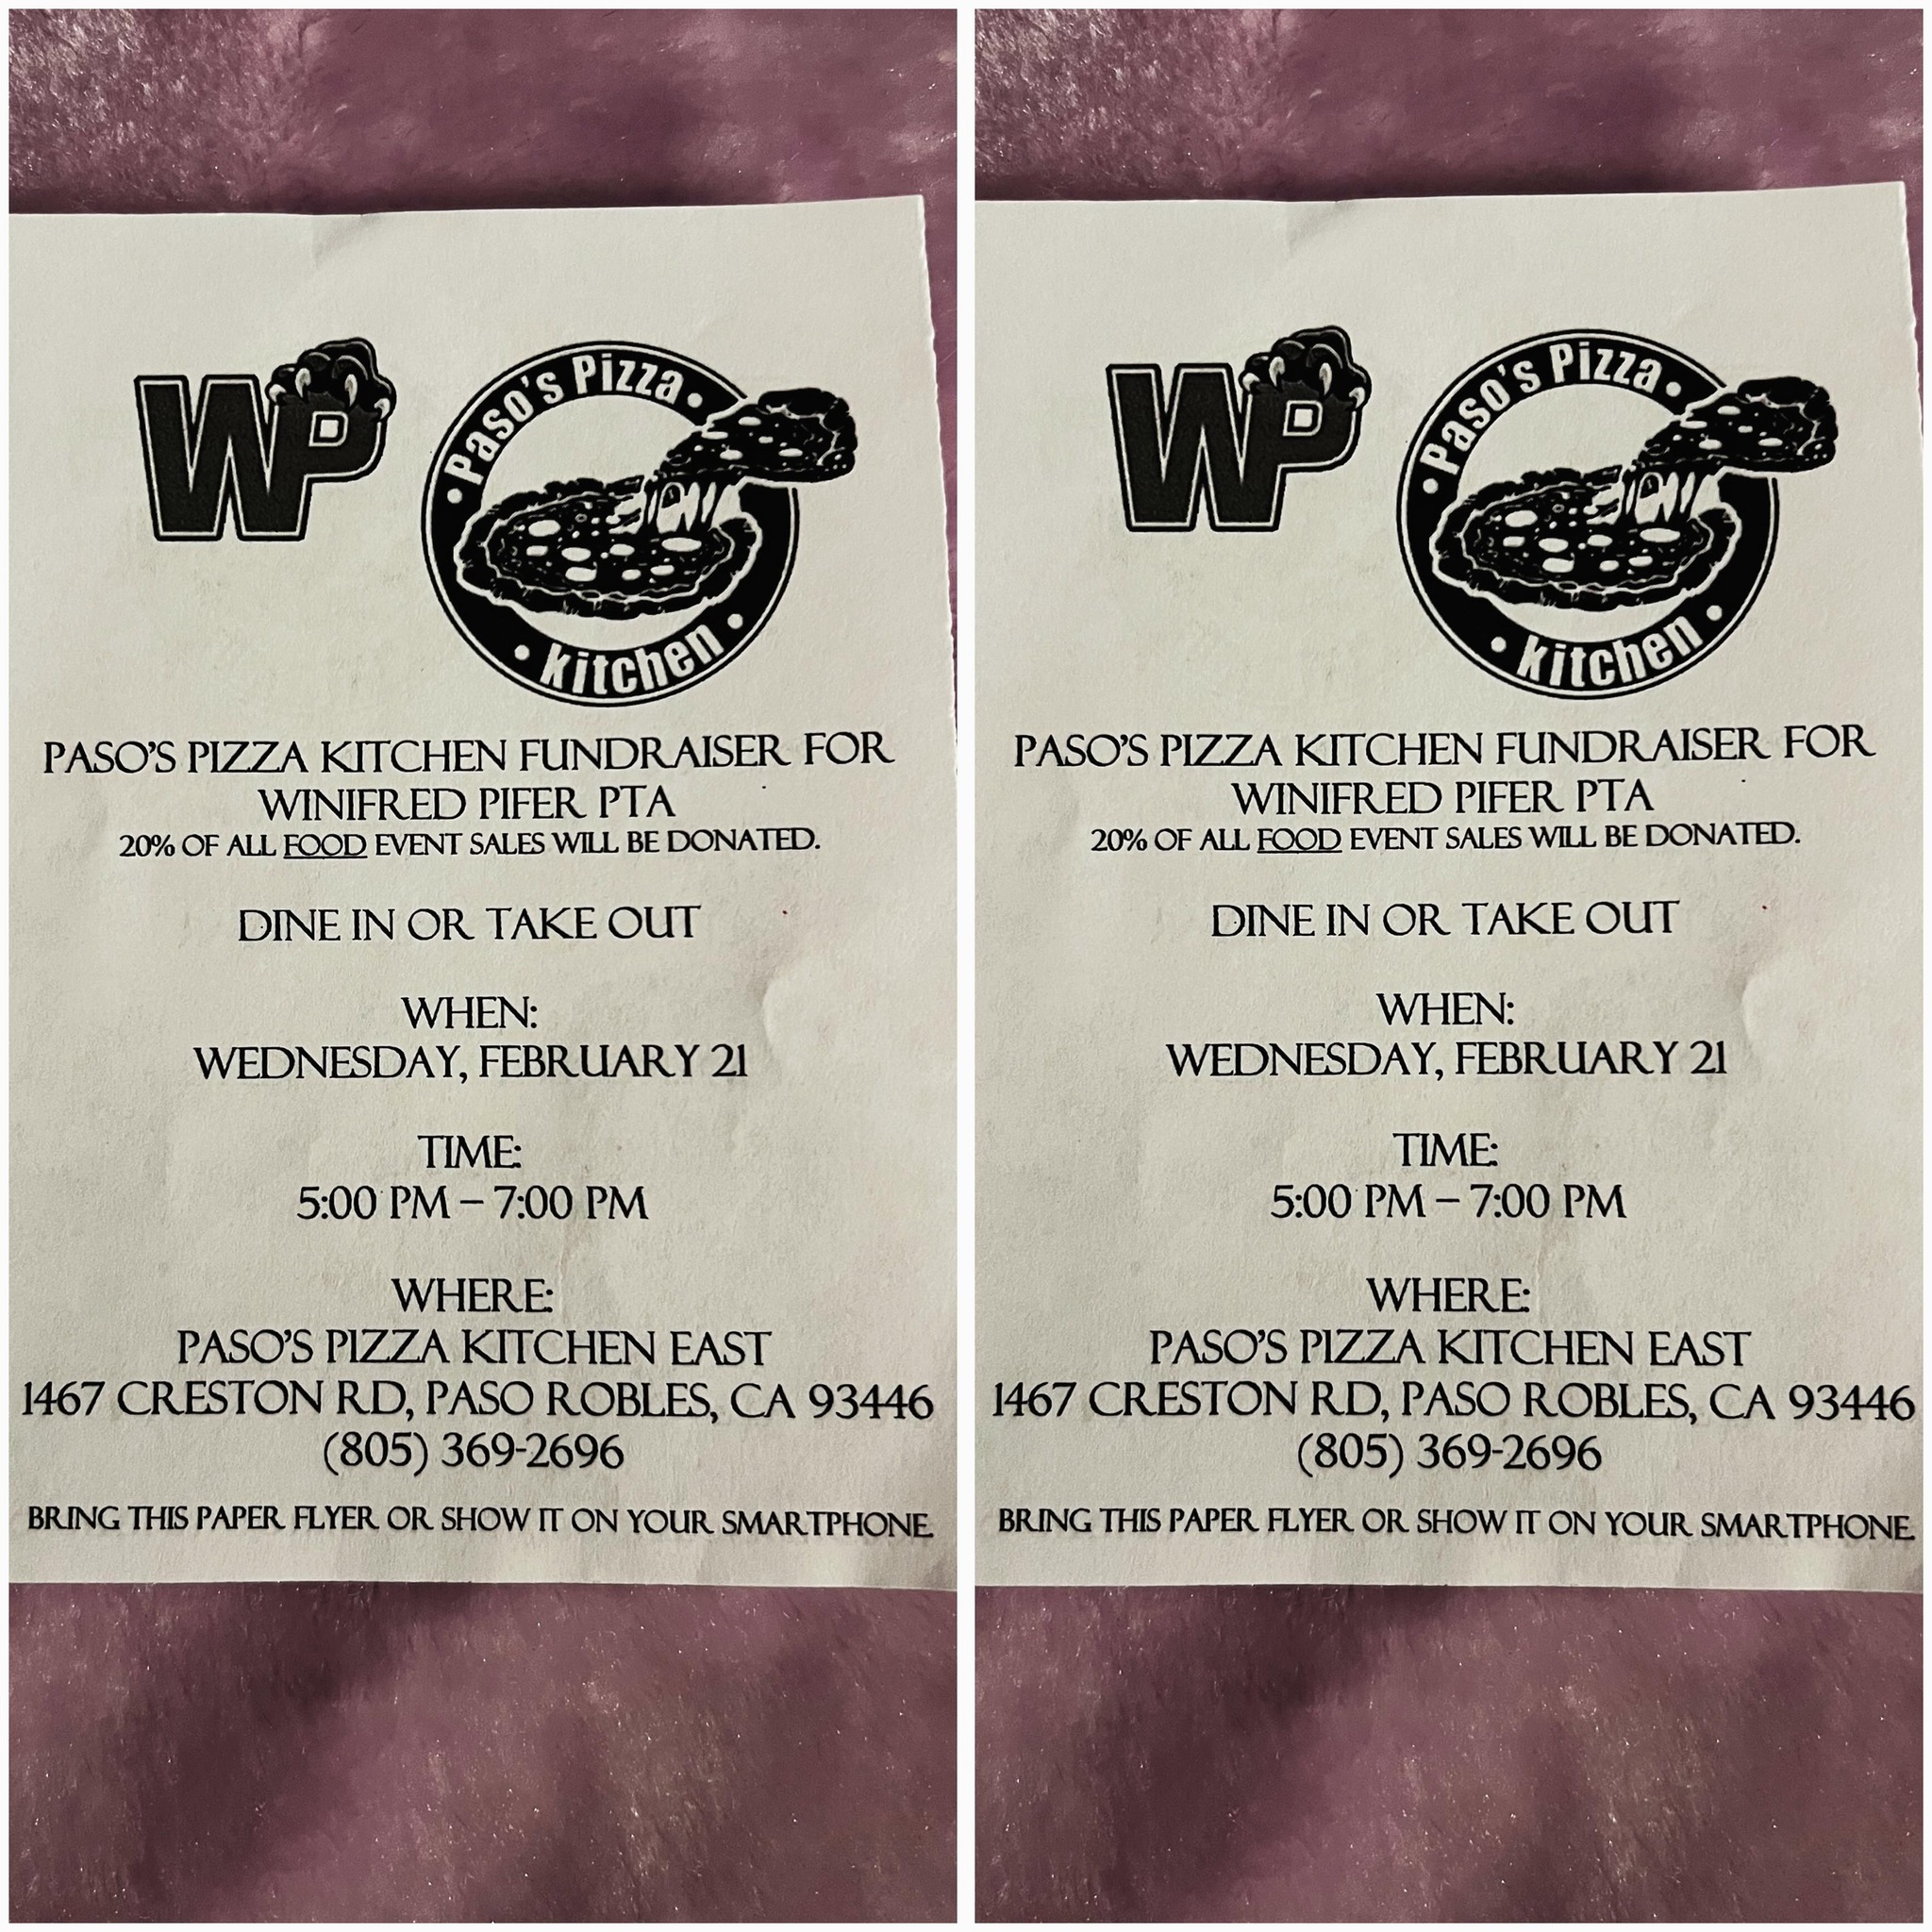 WP
Paso's Pizza
kitchen
PASO'S PIZZA KITCHEN FUNDRAISER FOR
WINIFRED PIFER PTA
20% OF ALL FOOD EVENT SALES WILL BE DONATED.
DINE IN OR TAKE OUT
WHEN:
WEDNESDAY, FEBRUARY 21
TIME:
5:00 PM – 7:00 PM
WHERE:
PASO'S PIZZA KITCHEN EAST
1467 CRESTON RD, PASO ROBLES, CA 93446
(805) 369-2696
BRING THIS PAPER FLYER OR SHOW IT ON YOUR SMARTPHONE.
WP
Paso's Pizza
kitchen
PASO'S PIZZA KITCHEN FUNDRAISER FOR
WINIFRED PIFER PTA
20% OF ALL FOOD EVENT SALES WILL BE DONATED.
DINE IN OR TAKE OUT
WHEN:
WEDNESDAY, FEBRUARY 21
TIME:
5:00 PM – 7:00 PM
WHERE:
PASO'S PIZZA KITCHEN EAST
1467 CRESTON RD, PASO ROBLES, CA 93446
(805) 369-2696
BRING THIS PAPER FLYER OR SHOW IT ON YOUR SMARTPHONE.